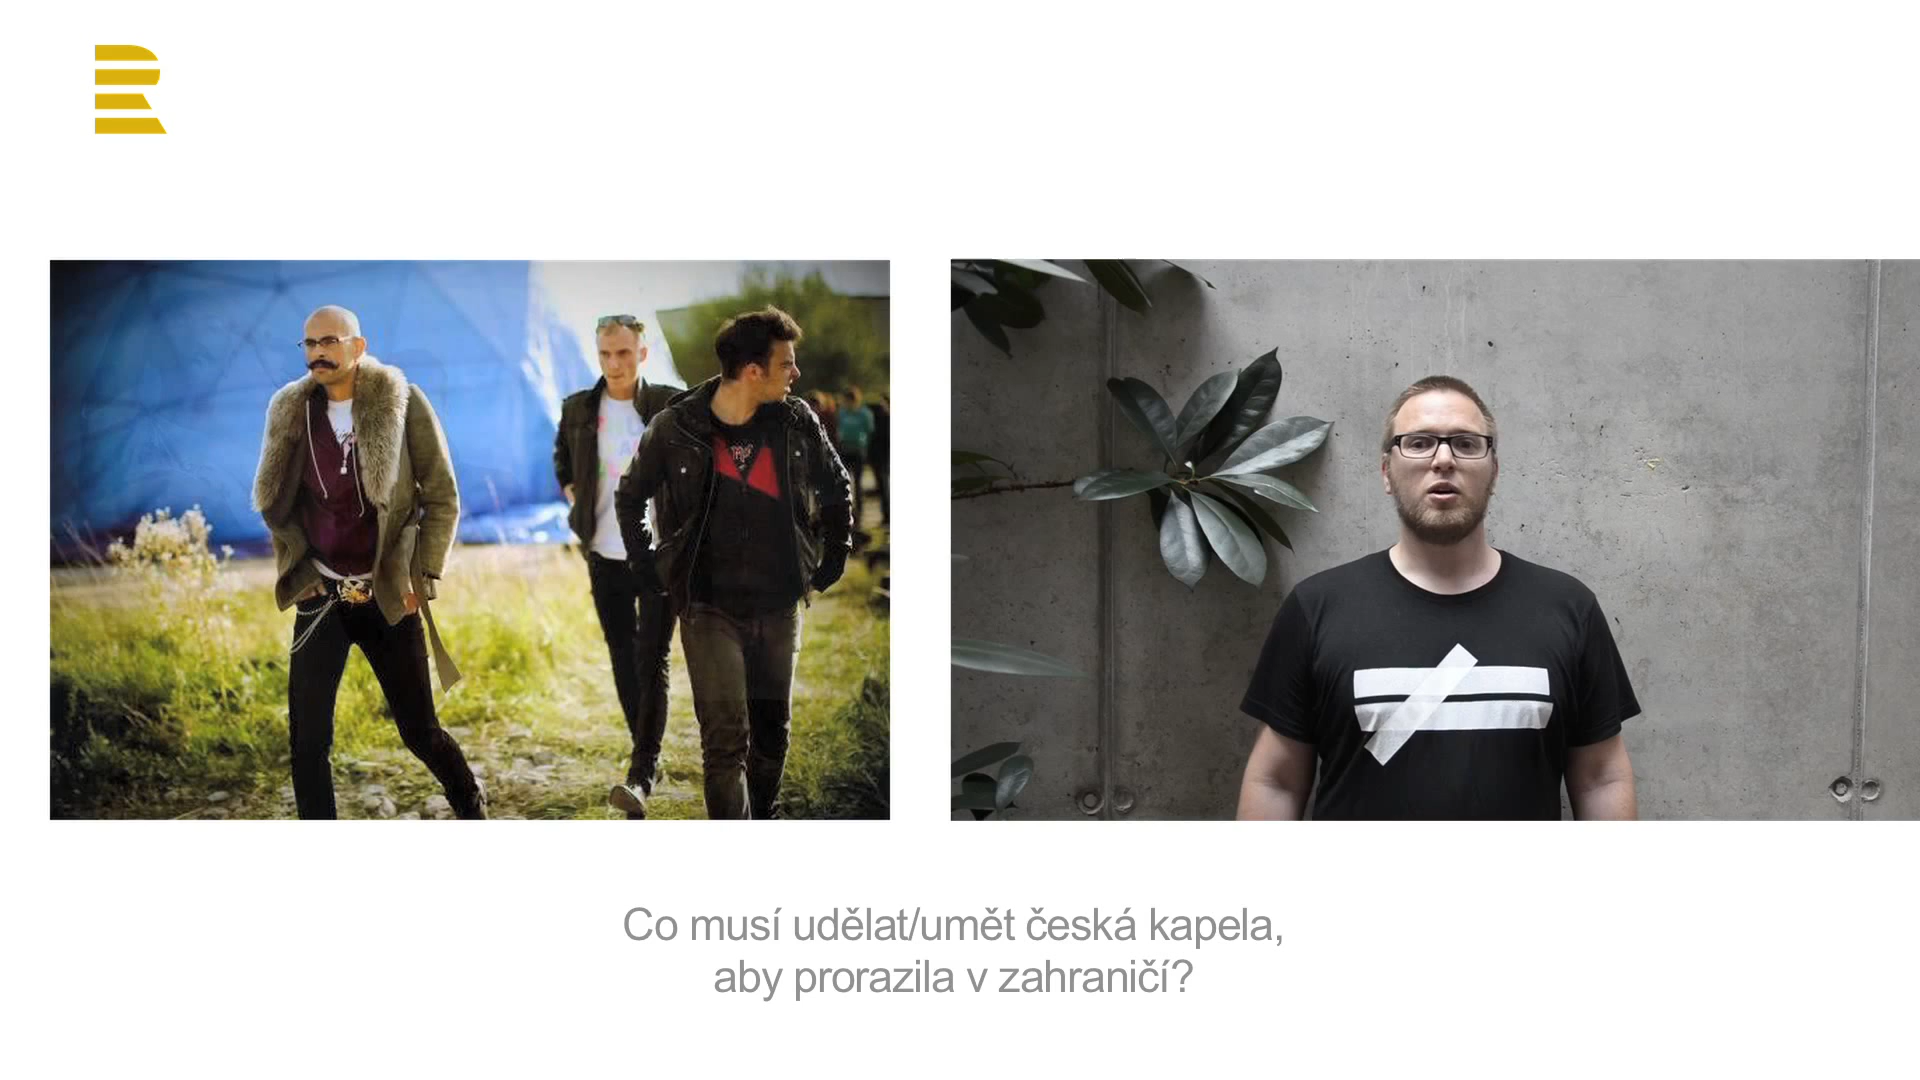 Co musí udělat/umět česká kapela,
aby prorazila v zahraničí?